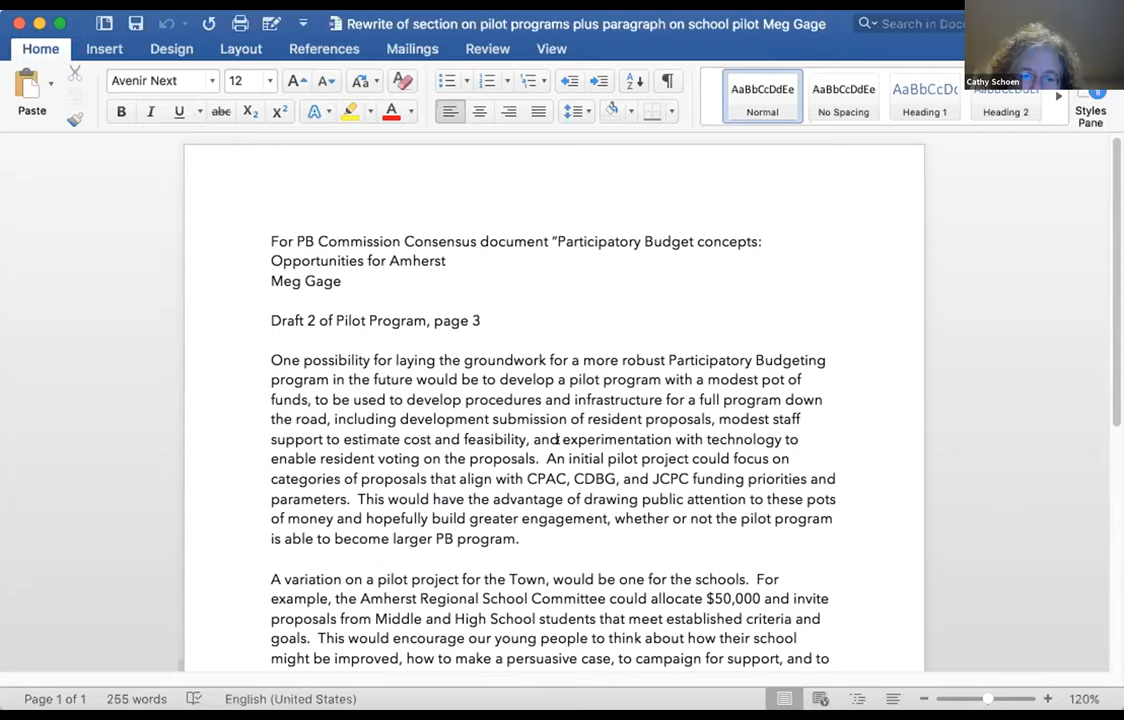 Rewrite of section on pilot programs plus paragraph on school pilot Meg Gage
Search in Doc
Home Insert Design Layout References Mailings Review View
Cathy Schoen
Paste
Avenir Next 12
AaBbCcDdEe AaBbCcDdEe AaBbCcDc AaBbCcDdEe
Normal No Spacing Heading 1 Heading 2
Styles
Pane
For PB Commission Consensus document “Participatory Budget concepts:
Opportunities for Amherst
Meg Gage
Draft 2 of Pilot Program, page 3
One possibility for laying the groundwork for a more robust Participatory Budgeting
program in the future would be to develop a pilot program with a modest pot of
funds, to be used to develop procedures and infrastructure for a full program down
the road, including development submission of resident proposals, modest staff
support to estimate cost and feasibility, and experimentation with technology to
enable resident voting on the proposals.  An initial pilot project could focus on
categories of proposals that align with CPAC, CDBG, and JCPC funding priorities and
parameters.  This would have the advantage of drawing public attention to these pots
of money and hopefully build greater engagement, whether or not the pilot program
is able to become larger PB program.
A variation on a pilot project for the Town, would be one for the schools.  For
example, the Amherst Regional School Committee could allocate $50,000 and invite
proposals from Middle and High School students that meet established criteria and
goals.  This would encourage our young people to think about how their school
might be improved, how to make a persuasive case, to campaign for support, and to
Page 1 of 1 255 words English (United States) 120%